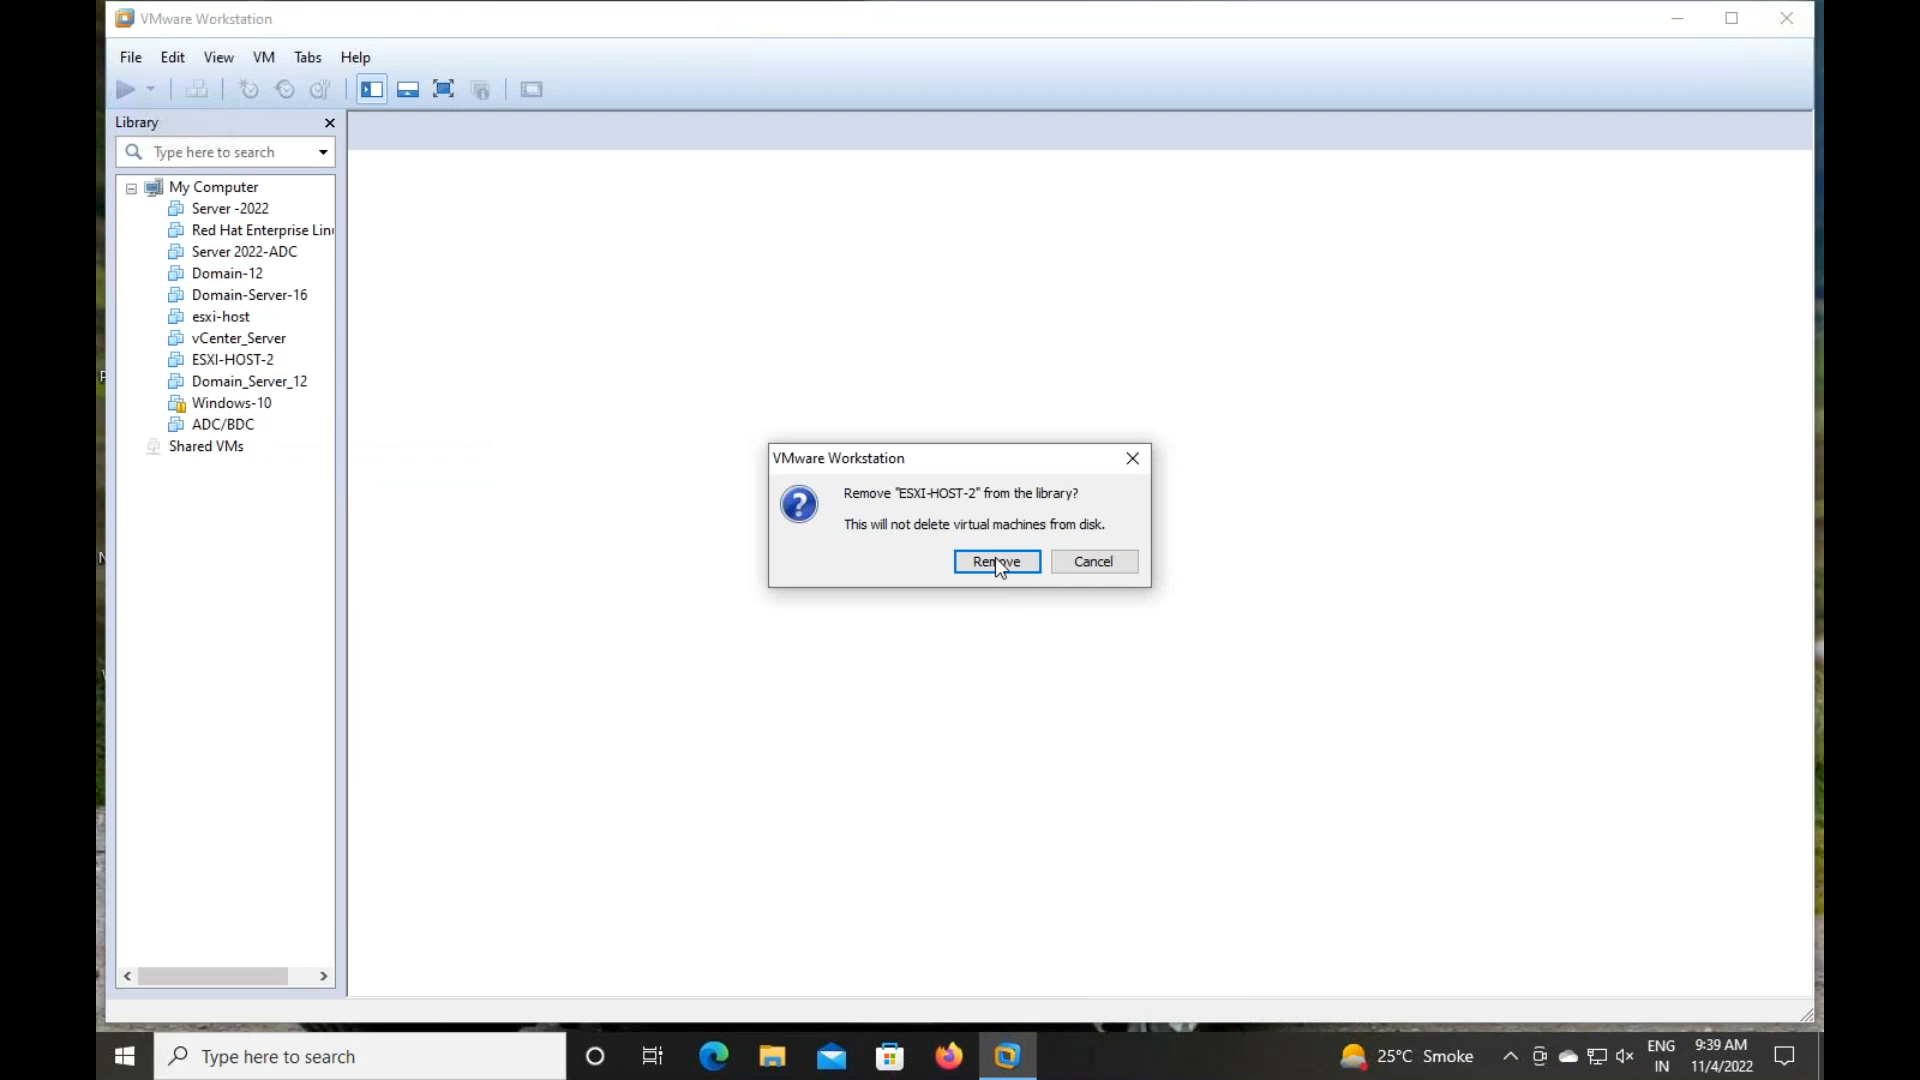 VMware Workstation
File Edit View VM Tabs Help
Library
Type here to search
My Computer
Server -2022
Red Hat Enterprise Lin
Server 2022-ADC
Domain-12
Domain-Server-16
esxi-host
vCenter_Server
ESXI-HOST-2
Domain_Server_12
Windows-10
ADC/BDC
Shared VMs
VMware Workstation
Remove "ESXI-HOST-2" from the library?
This will not delete virtual machines from disk.
Remove Cancel
Type here to search
25°C Smoke
ENG
IN
9:39 AM
11/4/2022